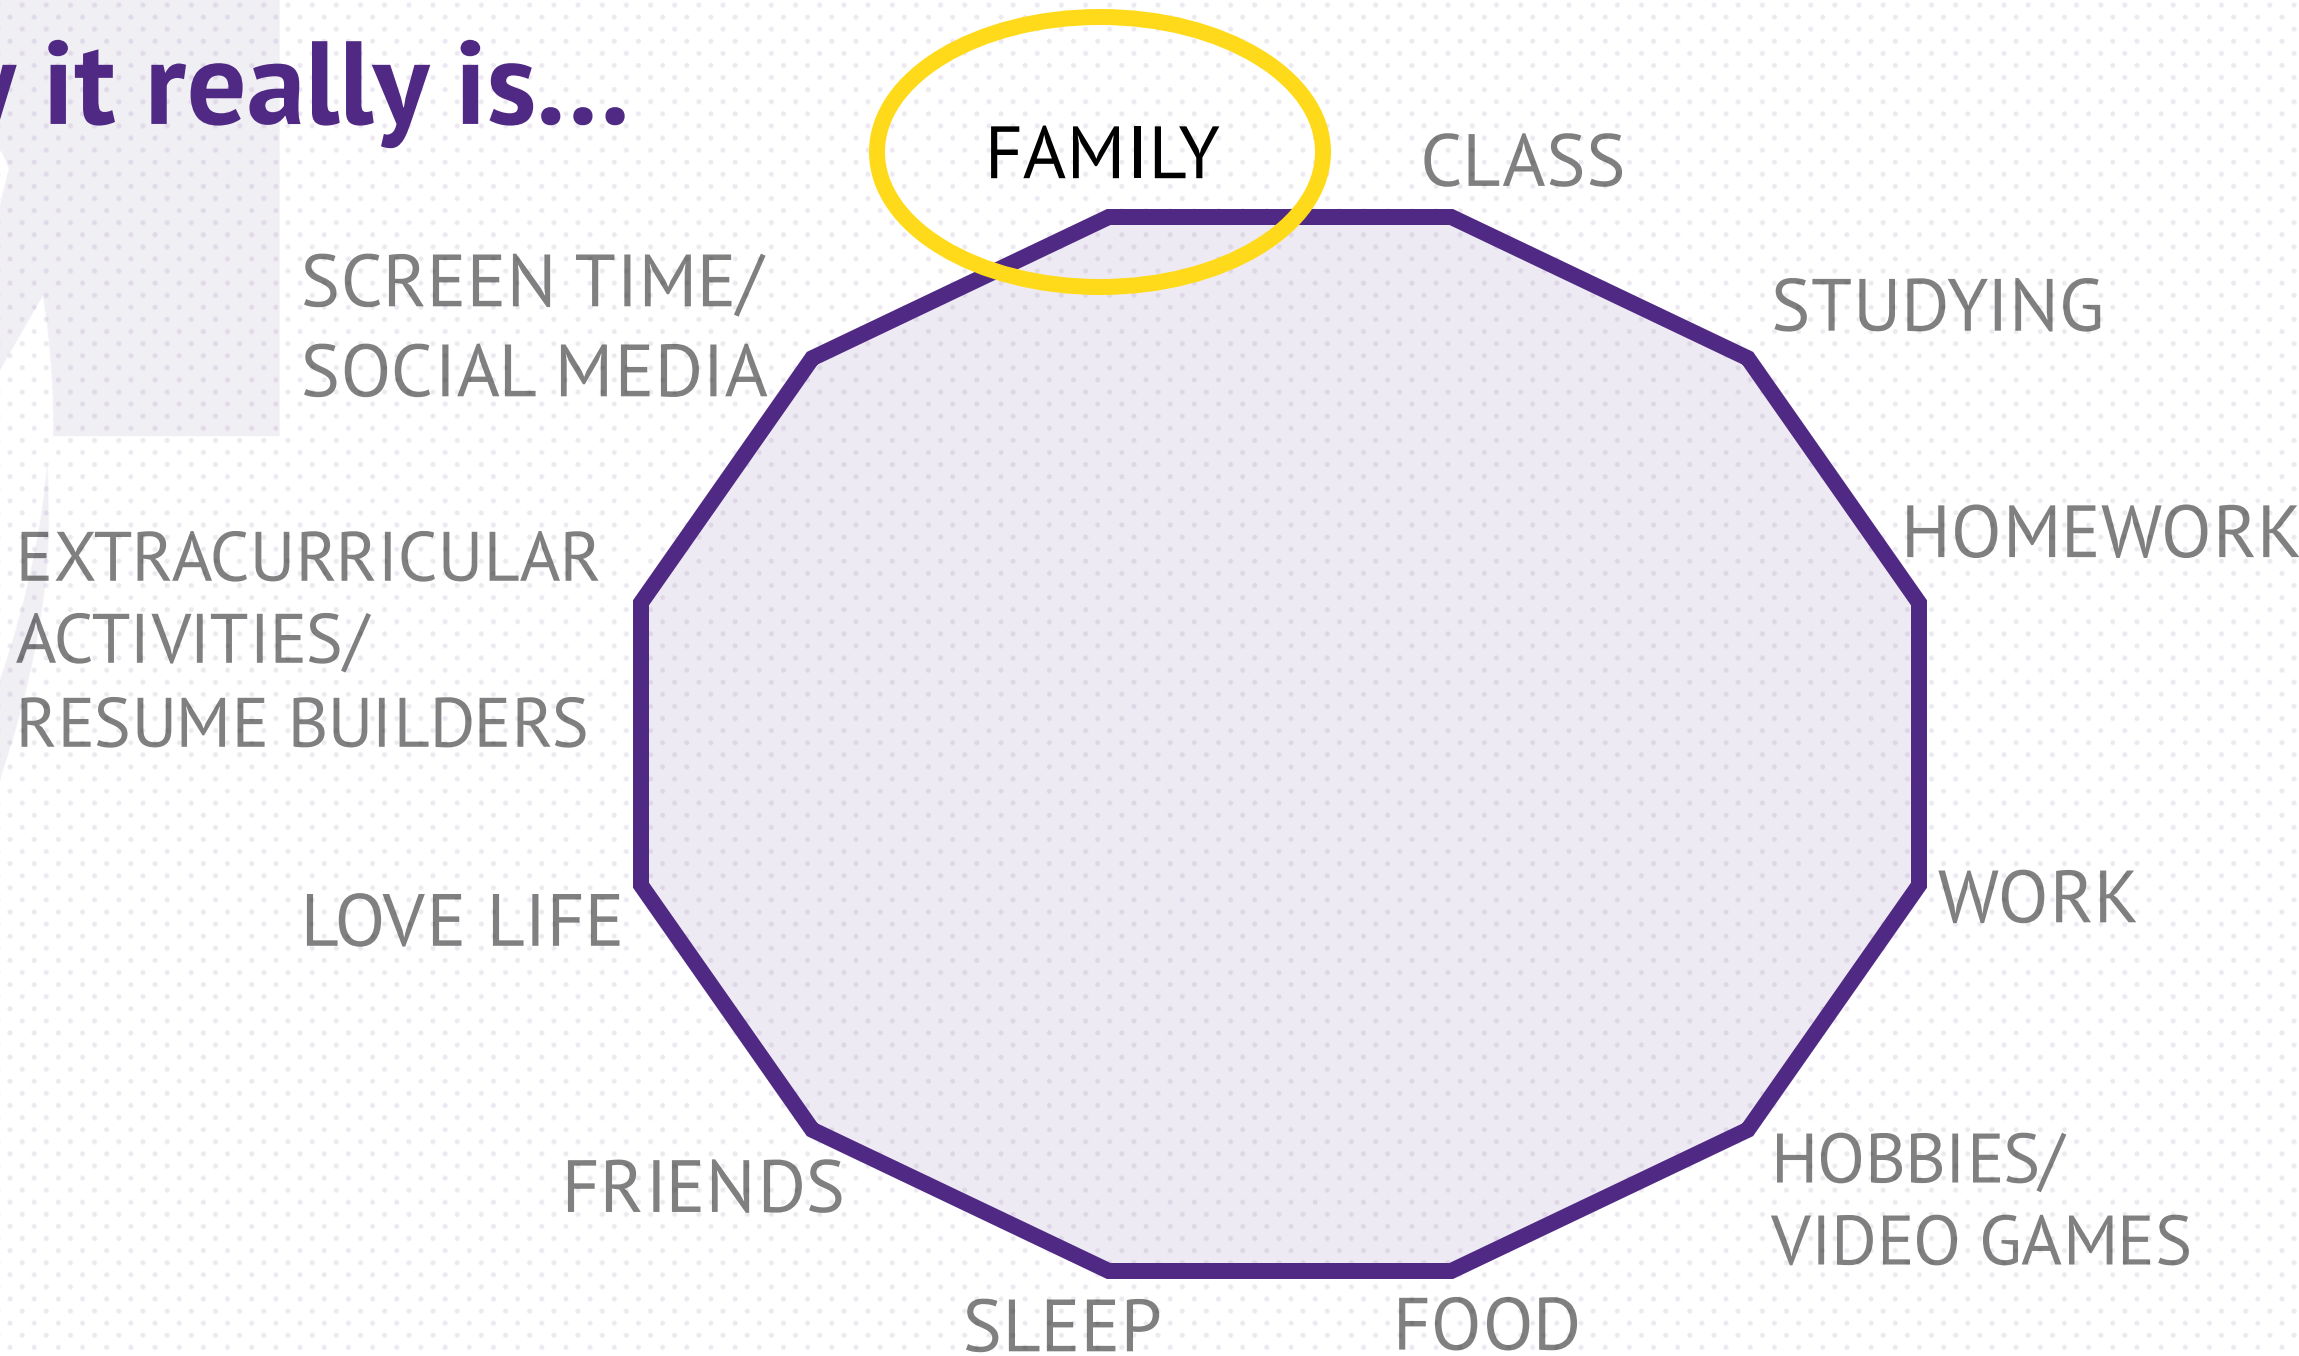 it really is...
FAMILY
CLASS
SCREEN TIME/
SOCIAL MEDIA
STUDYING
HOMEWORK
EXTRACURRICULAR
ACTIVITIES/
RESUME BUILDERS
LOVE LIFE
WORK
FRIENDS
HOBBIES/
VIDEO GAMES
SLEEP
FOOD